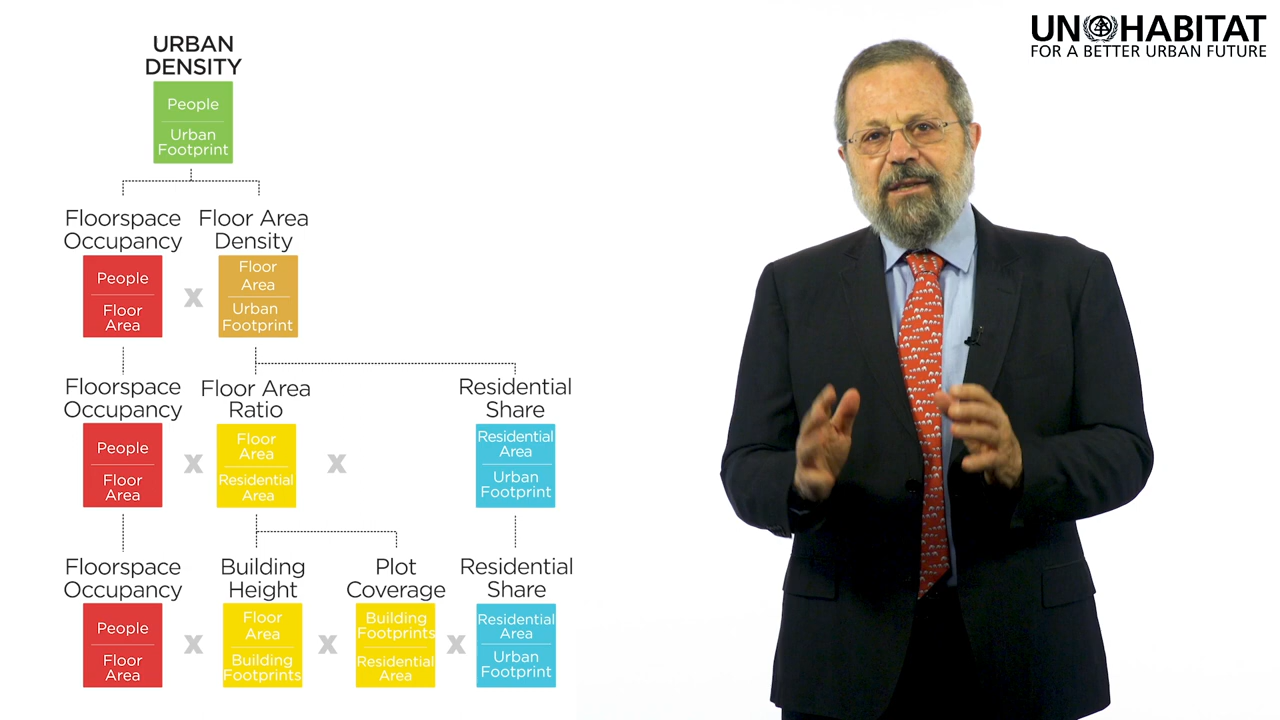 UN HABITAT
FOR A BETTER URBAN FUTURE
URBAN
DENSITY
People
Urban
Footprint
Floorspace
Occupancy
People
Floor
Area
x
Floor Area
Density
Floor
Area
Urban
Footprint
Floorspace
Occupancy
People
Floor
Area
x
Floor Area
Ratio
Floor
Area
Residential
Area
x
Residential
Share
Residential
Area
Urban
Footprint
Floorspace
Occupancy
People
Floor
Area
x
Building
Height
Floor
Area
Building
Footprints
x
Plot
Coverage
Building
Footprints
Residential
Area
x
Residential
Share
Residential
Area
Urban
Footprint